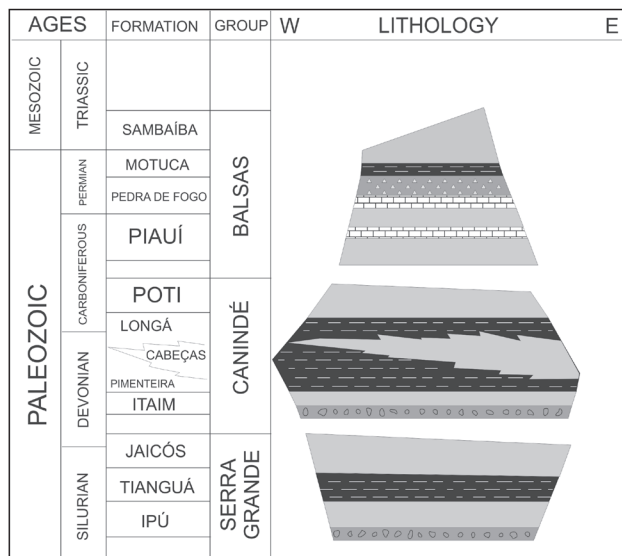 AGES FORMATION GROUP W LITHOLOGY E
MESOZOIC
TRIASSIC
SAMBAÍBA
PALEOZOIC
PERMIAN
MOTUCA
PEDRA DE FOGO
BALSAS
CARBONIFEROUS
PIAUÍ
POTI
LONGÁ
CANINDÉ
DEVONIAN
CABEÇAS
PIMENTEIRA
ITAIM
SILURIAN
JAICÓS
TIANGUÁ
IPÚ
SERRA
GRANDE